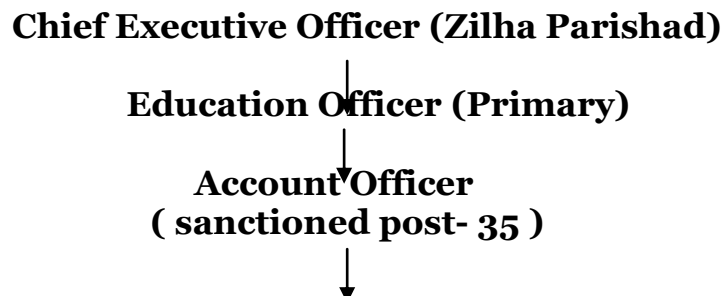 Chief Executive Officer (Zilha Parishad)
Education Officer (Primary)
Account Officer
( sanctioned post- 35 )